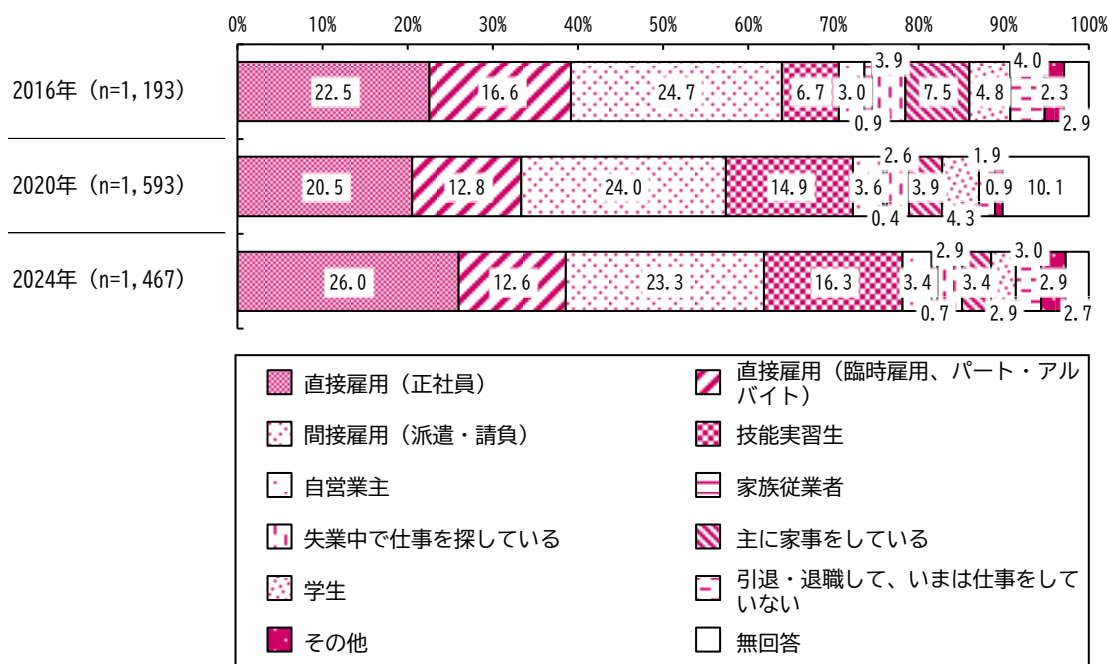 0% 10% 20% 30% 40% 50% 60% 70% 80% 90% 100%
3.9 4.0
2016年 (n=1,193) 22.5 16.6 24.7 6.7 3.0 7.5 4.8 2.3
0.9 2.9
2.6 1.9
2020年 (n=1,593) 20.5 12.8 24.0 14.9 3.6 3.9 0.9 10.1
0.4 4.3
2.9 3.0
2024年 (n=1,467) 26.0 12.6 23.3 16.3 3.4 3.4 2.9
0.7 2.9 2.7
直接雇用（正社員）
直接雇用（臨時雇用、パート・アル
バイト）
間接雇用（派遣・請負）
技能実習生
自営業主
家族従業者
失業中で仕事を探している
主に家事をしている
学生
引退・退職して、いまは仕事をして
いない
その他
無回答